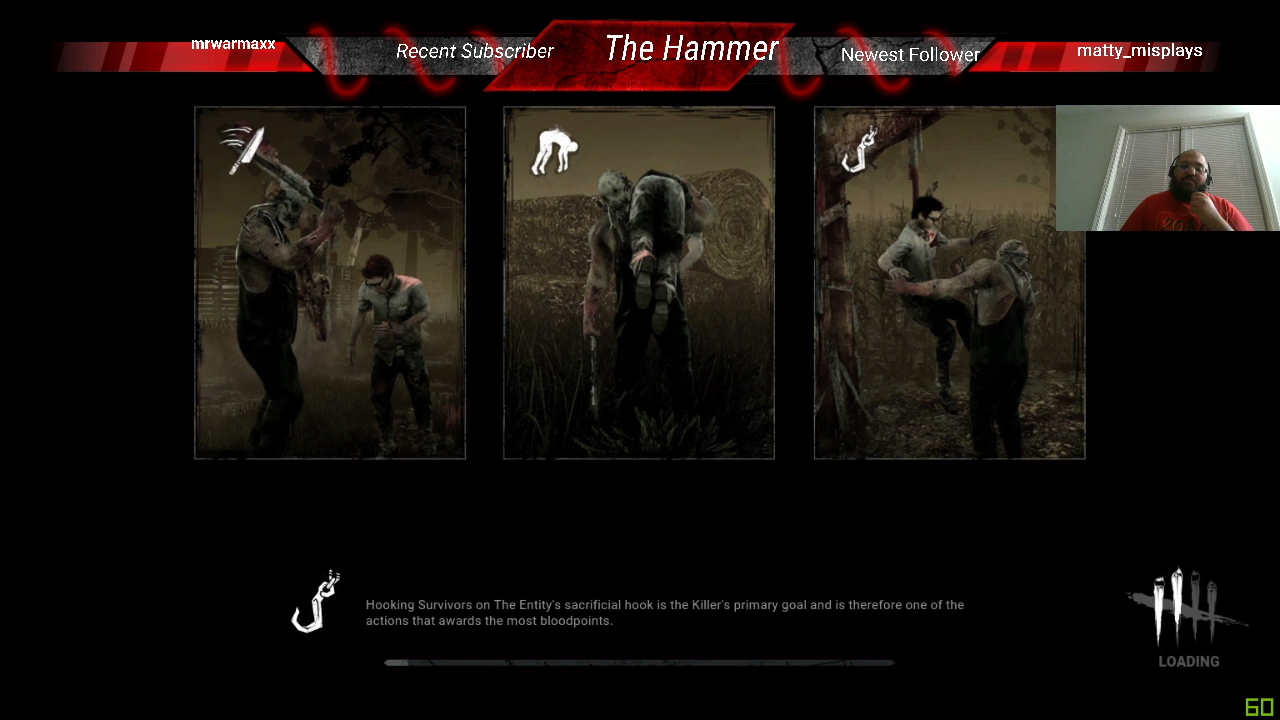 mrwarmaxx
Recent Subscriber
The Hammer
Newest Follower
matty_misplays
Hooking Survivors on The Entity's sacrificial hook is the Killer's primary goal and is therefore one of the
actions that awards the most bloodpoints.
LOADING
60